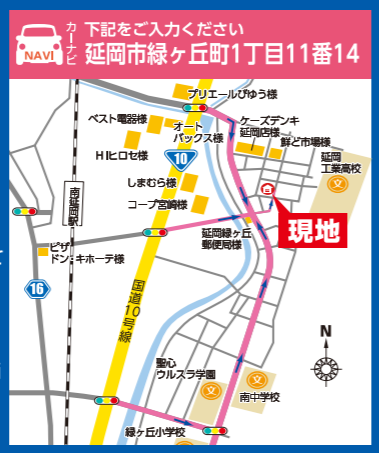 カーナビ
NAVI
下記をご入力ください
延岡市緑ヶ丘町1丁目11番14
プリエールぴゆう様
ベスト電器様
オートバックス様
ケーズデンキ
延岡店様
鮮ど市場様
HIヒロセ様
10
延岡
工業高校
文
しまむら様
コープ宮崎様
南延岡駅
現地
延岡緑ヶ丘
郵便局様
ピザ
ドン・キホーテ様
16
国道10号線
N
聖心
ウルスラ学園
文
文
南中学校
緑ヶ丘小学校
文